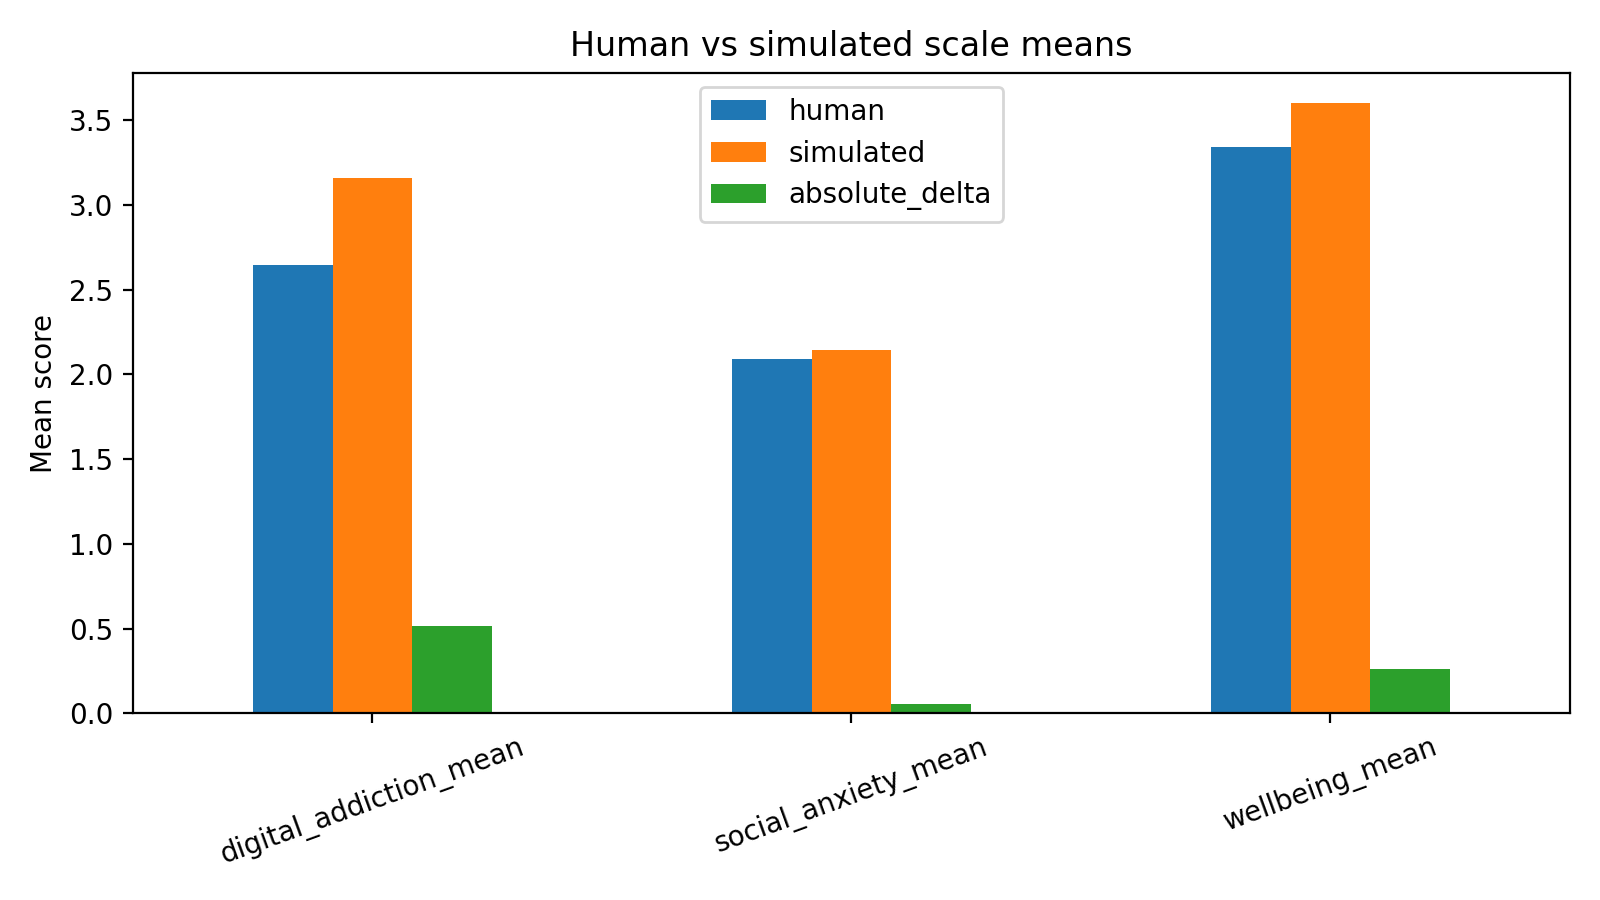 Human vs simulated scale means
human
simulated
absolute_delta
Mean score
3.5
3.0
2.5
2.0
1.5
1.0
0.5
0.0
digital_addiction_mean
social_anxiety_mean
wellbeing_mean